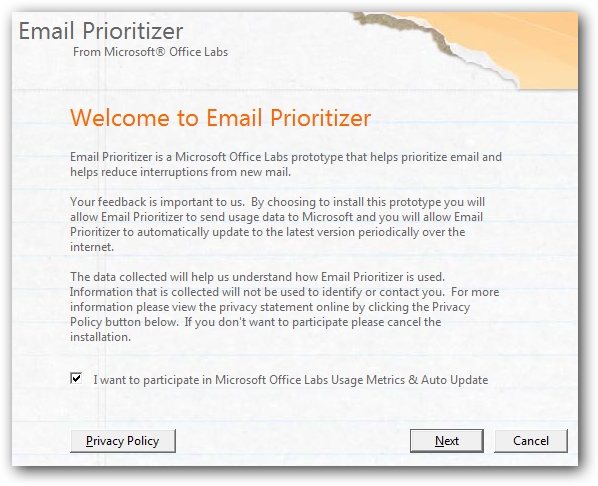 Email Prioritizer
From Microsoft® Office Labs
Welcome to Email Prioritizer
Email Prioritizer is a Microsoft Office Labs prototype that helps prioritize email and
helps reduce interruptions from new mail.
Your feedback is important to us.  By choosing to install this prototype you will
allow Email Prioritizer to send usage data to Microsoft and you will allow Email
Prioritizer to automatically update to the latest version periodically over the
internet.
The data collected will help us understand how Email Prioritizer is used.
Information that is collected will not be used to identify or contact you.  For more
information please view the privacy statement online by clicking the Privacy
Policy button below.  If you don't want to participate please cancel the
installation.
I want to participate in Microsoft Office Labs Usage Metrics & Auto Update
Privacy Policy
Next
Cancel